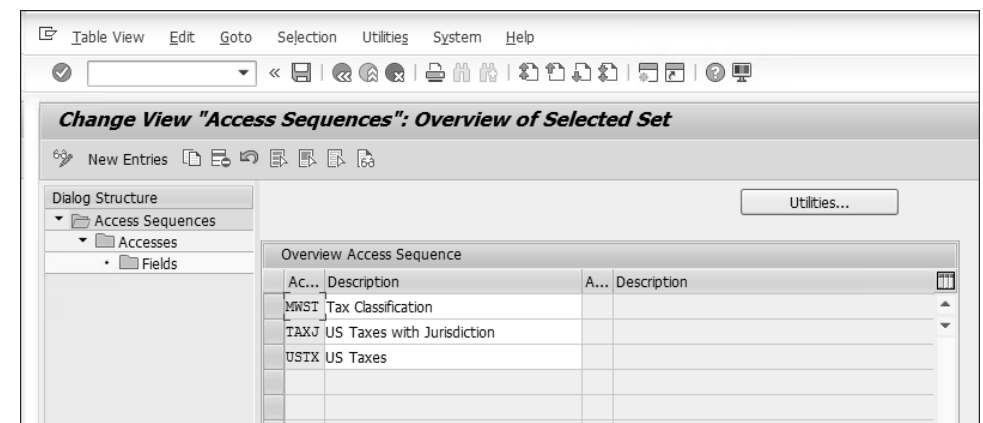 Table View Edit Goto Selection Utilities System Help
Change View "Access Sequences": Overview of Selected Set
New Entries
Dialog Structure
Access Sequences
Accesses
Fields
Utilities...
Overview Access Sequence
Ac... Description A... Description
MWST Tax Classification
TAXJ US Taxes with Jurisdiction
USTX US Taxes